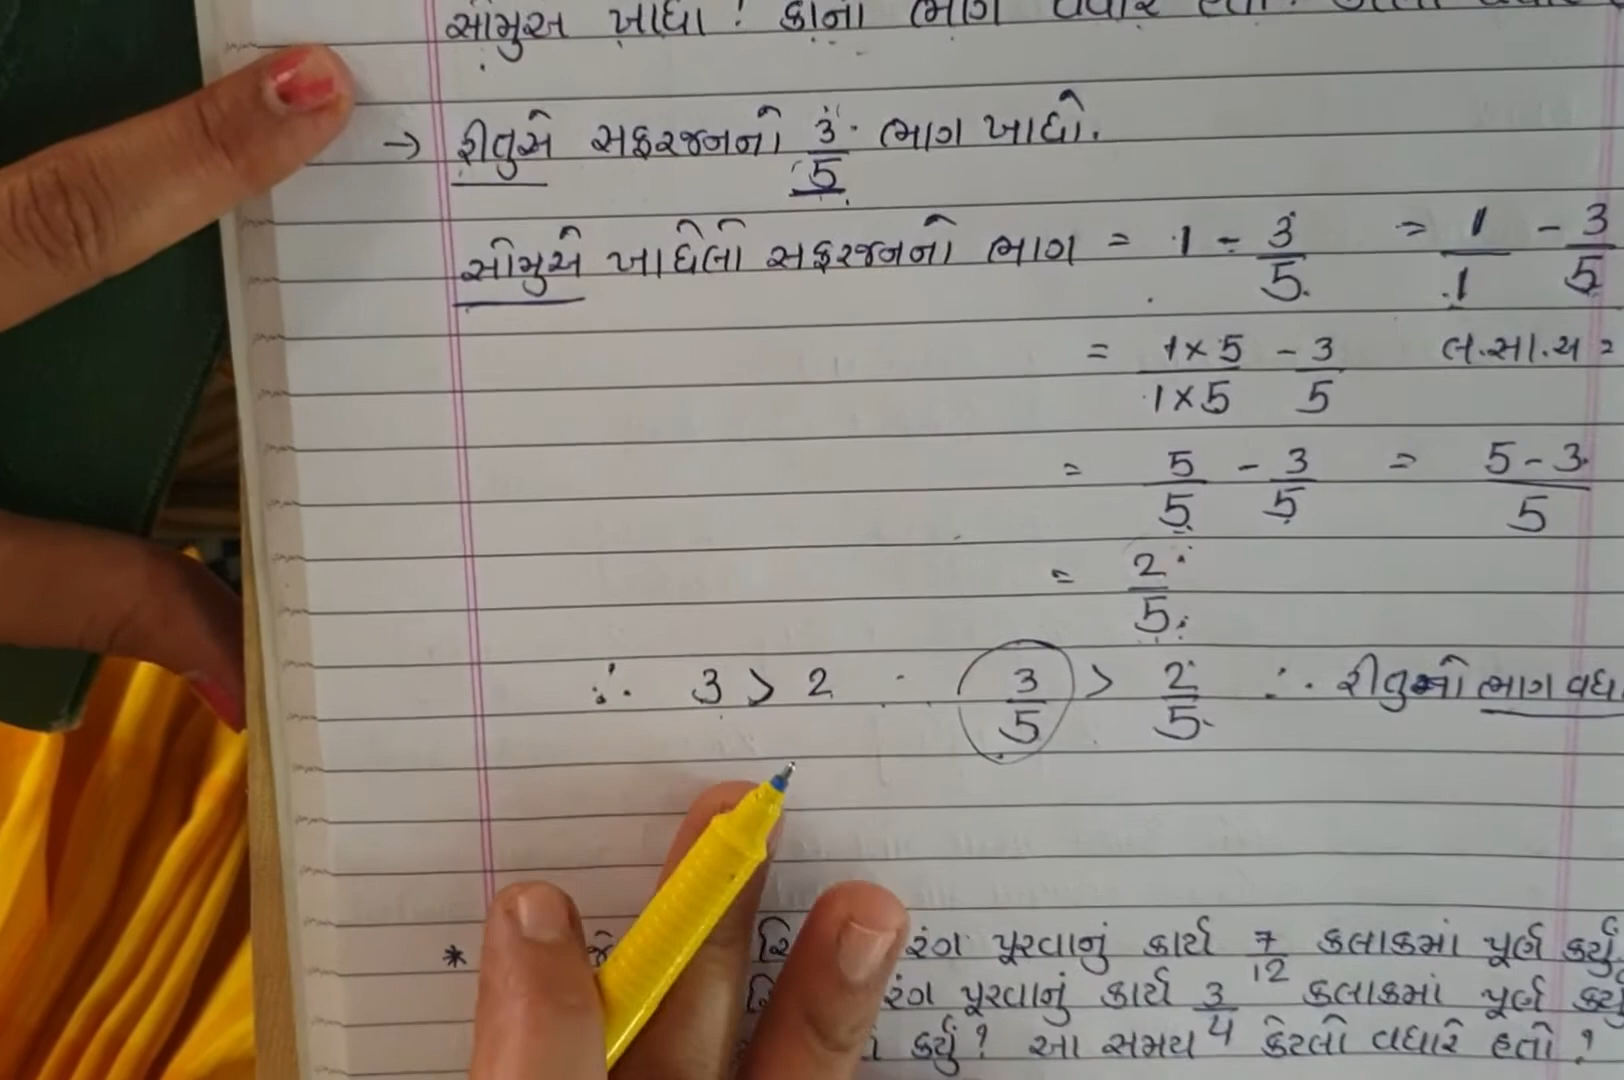 સોમુએ ખાધો ? કોનો ભાગ
→ રીતુએ સફરજનનો 3/5 ભાગ ખાધો.
સોમુએ ખાધેલો સફરજનનો ભાગ = 1 - 3/5 = 1/1 - 3/5
= 1×5/1×5 - 3/5 લ.સા.અ =
= 5/5 - 3/5 = 5-3/5
= 2/5
∴ 3 > 2 3/5 > 2/5 ∴ રીતુનો ભાગ વધ
* રંગ પૂરવાનું કાર્ય 7/12 કલાકમાં પૂર્ણ કર્યું
રંગ પૂરવાનું કાર્ય 3/4 કલાકમાં પૂર્ણ કર્યું
કર્યું ? આ સમય કેટલો વધારે હતો ?